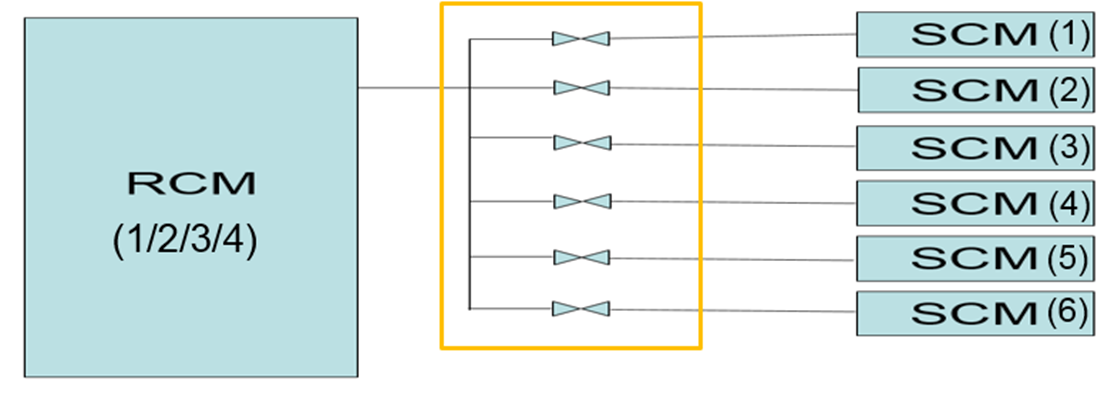 RCM
(1/2/3/4)
SCM (1)
SCM (2)
SCM (3)
SCM (4)
SCM (5)
SCM (6)